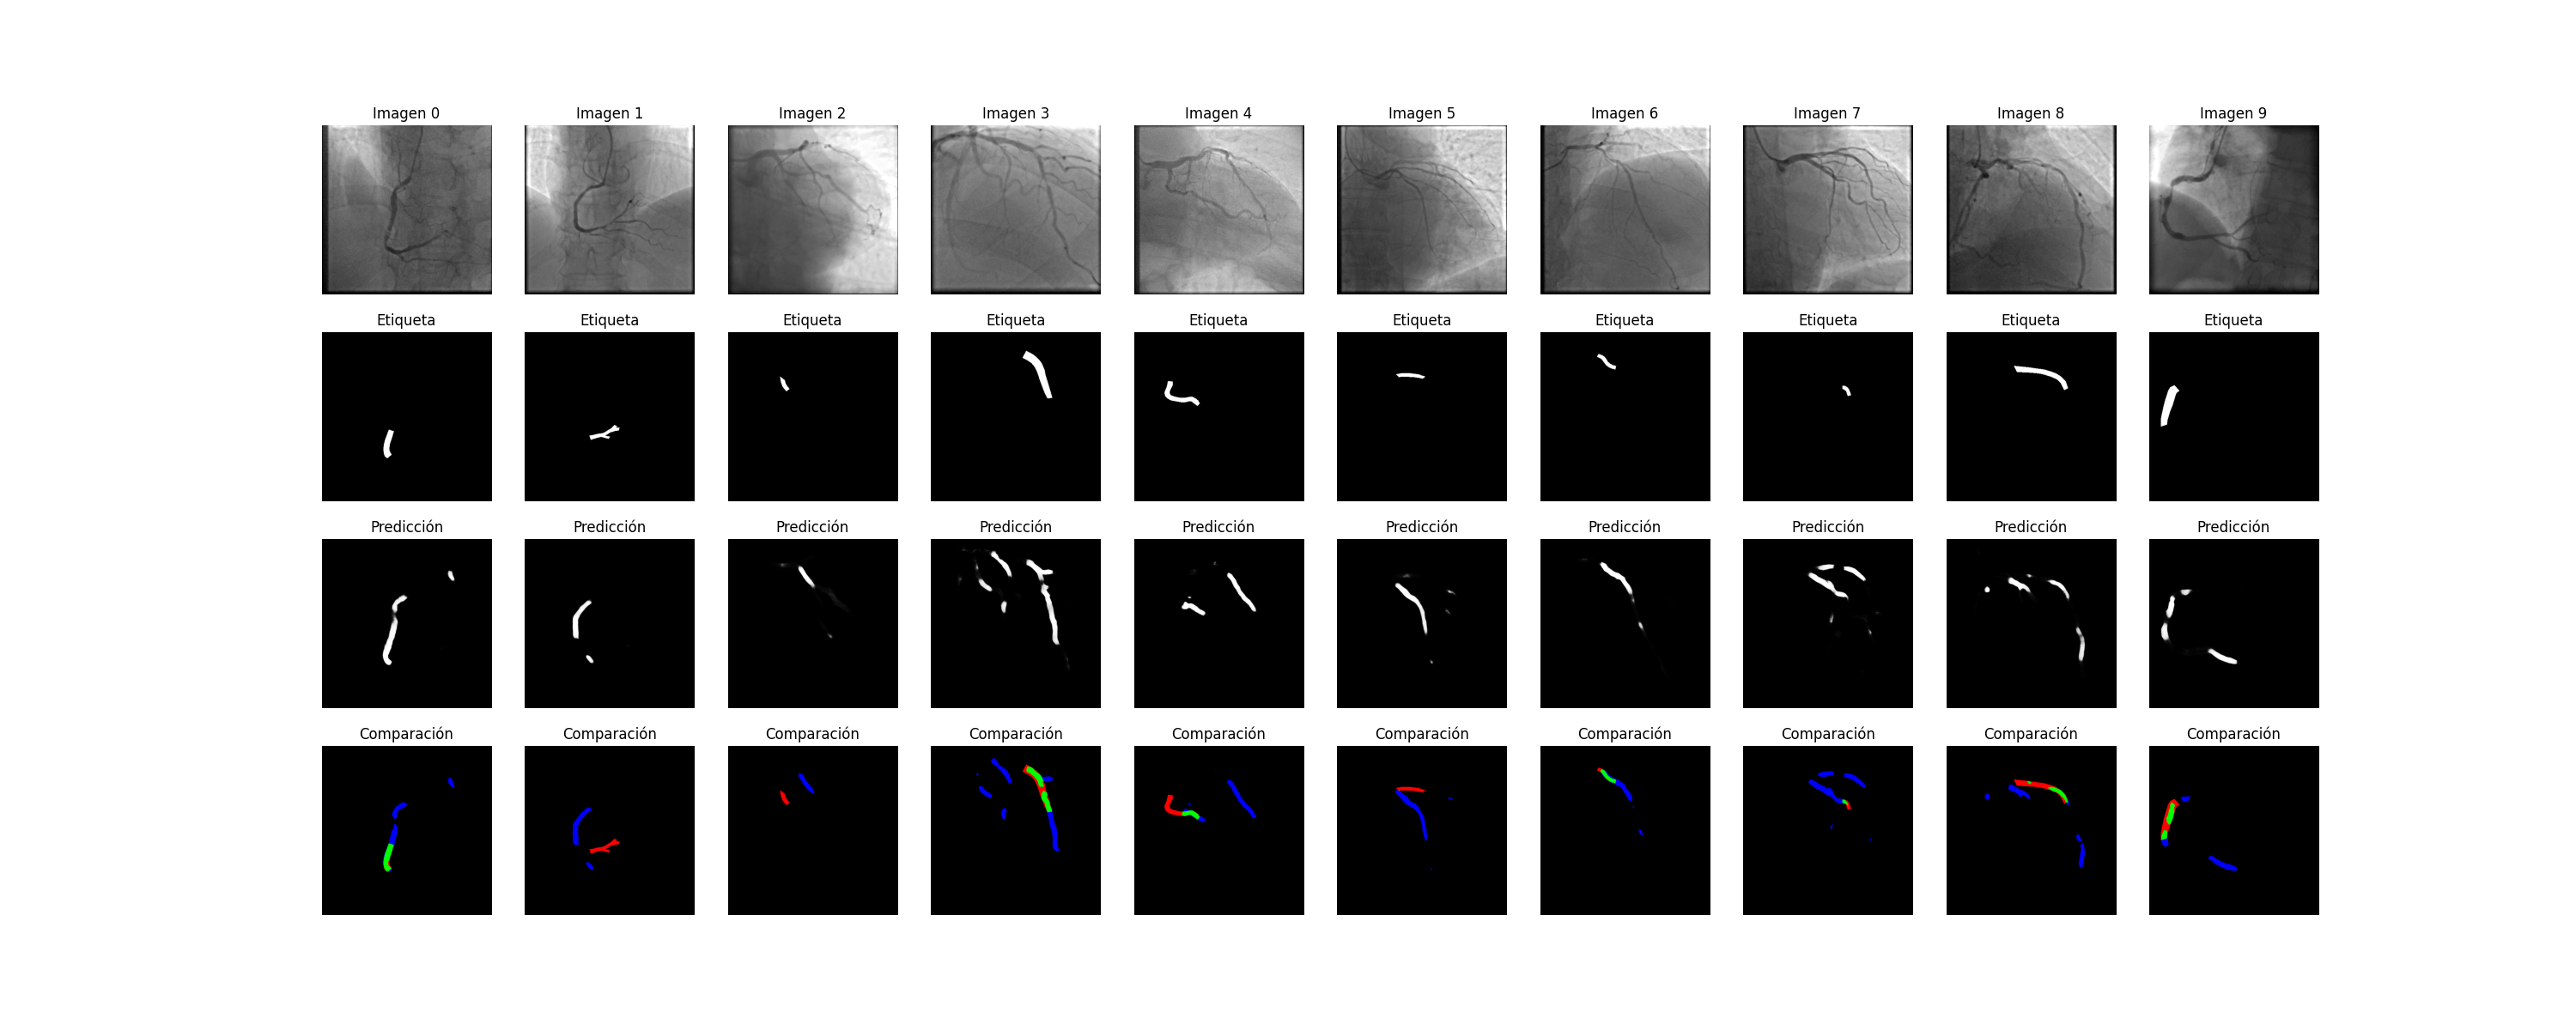 Imagen 0 Imagen 1 Imagen 2 Imagen 3 Imagen 4 Imagen 5 Imagen 6 Imagen 7 Imagen 8 Imagen 9
Etiqueta Etiqueta Etiqueta Etiqueta Etiqueta Etiqueta Etiqueta Etiqueta Etiqueta Etiqueta
Predicción Predicción Predicción Predicción Predicción Predicción Predicción Predicción Predicción Predicción
Comparación Comparación Comparación Comparación Comparación Comparación Comparación Comparación Comparación Comparación